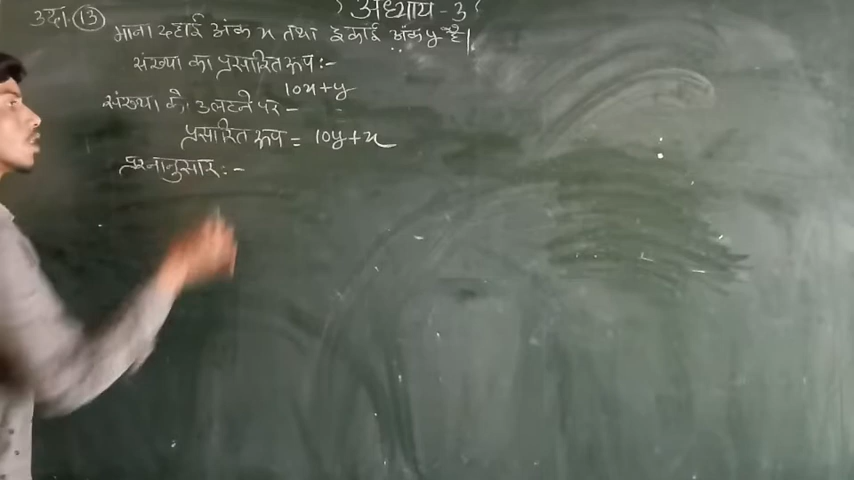 अध्याय - 3
उदा. 13 माना दहाई अंक x तथा इकाई अंक y है।
संख्या का प्रसारित रूप :-
10x+y
संख्या को उलटने पर -
प्रसारित रूप = 10y+x
प्रश्नानुसार :-